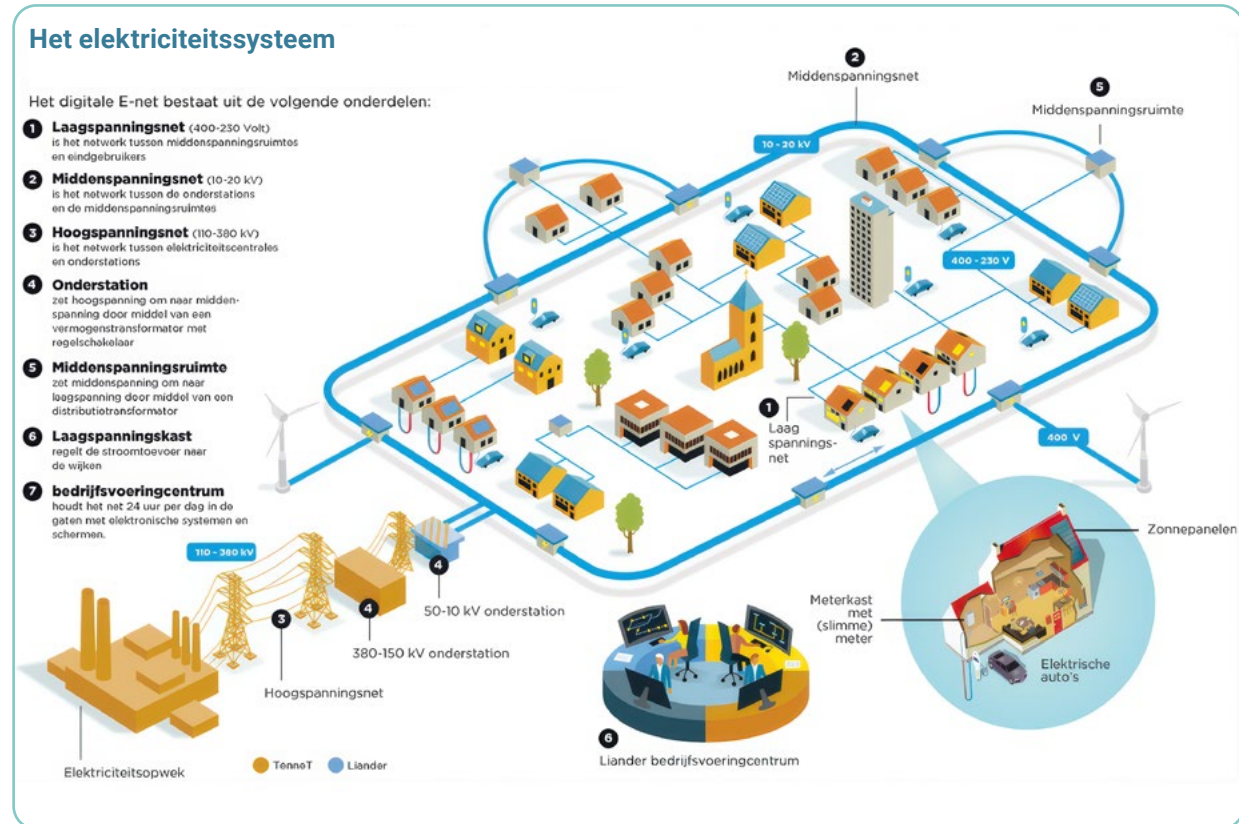 Het elektriciteitssysteem
Het digitale E-net bestaat uit de volgende onderdelen:
1 Laagspanningsnet (400-230 Volt)
is het netwerk tussen middenspanningsruimtes
en eindgebruikers
2 Middenspanningsnet (10-20 kV)
is het netwerk tussen de onderstations
en de middenspanningsruimtes
3 Hoogspanningsnet (110-380 kV)
is het netwerk tussen elektriciteitscentrales
en onderstations
4 Onderstation
zet hoogspanning om naar midden-
spanning door middel van een
vermogenstransformator met
regelschakelaar
5 Middenspanningsruimte
zet middenspanning om naar
laagspanning door middel van een
distributietransformator
6 Laagspanningskast
regelt de stroomtoevoer naar
de wijken
7 bedrijfsvoeringcentrum
houdt het net 24 uur per dag in de
gaten met elektronische systemen en
schermen.
2
Middenspanningsnet
5
Middenspanningsruimte
10 - 20 kV
400 - 230 V
1
Laag
spannings-
net
400 V
110 - 380 kV
4
50-10 kV onderstation
4
380-150 kV onderstation
3
Hoogspanningsnet
Elektriciteitsopwek
TenneT
Liander
6
Liander bedrijfsvoeringcentrum
Zonnepanelen
Meterkast
met
(slimme)
meter
Elektrische
auto's